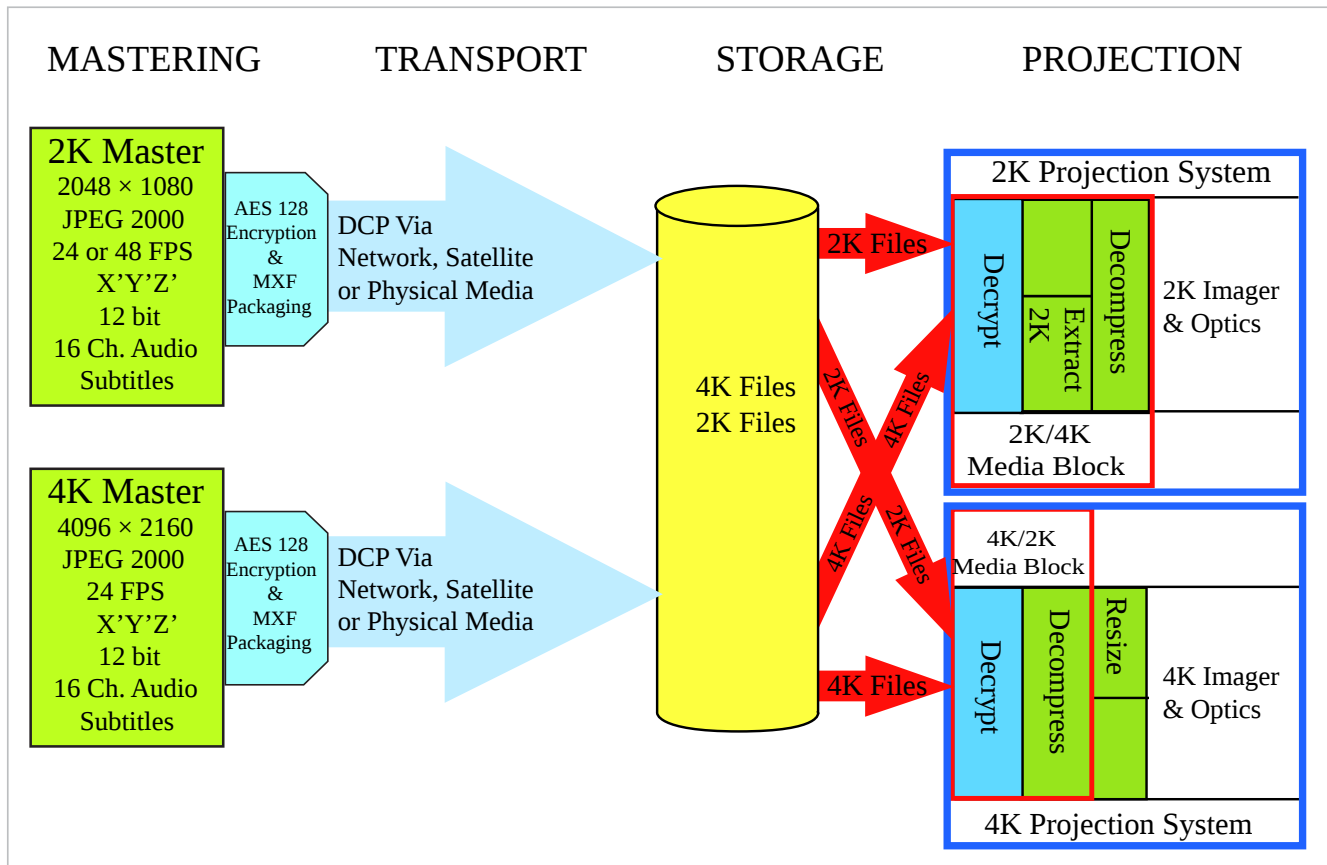 MASTERING
TRANSPORT
STORAGE
PROJECTION
2K Master
2048 × 1080
JPEG 2000
24 or 48 FPS
X’Y’Z’
12 bit
16 Ch. Audio
Subtitles
AES 128
Encryption
&
MXF
Packaging
DCP Via
Network, Satellite
or Physical Media
4K Master
4096 × 2160
JPEG 2000
24 FPS
X’Y’Z’
12 bit
16 Ch. Audio
Subtitles
AES 128
Encryption
&
MXF
Packaging
DCP Via
Network, Satellite
or Physical Media
4K Files
2K Files
2K Files
2K Files
4K Files
4K Files
2K Files
4K Files
2K Projection System
Decrypt
Extract
2K
Decompress
2K Imager
& Optics
2K/4K
Media Block
4K/2K
Media Block
Decrypt
Decompress
Resize
4K Imager
& Optics
4K Projection System